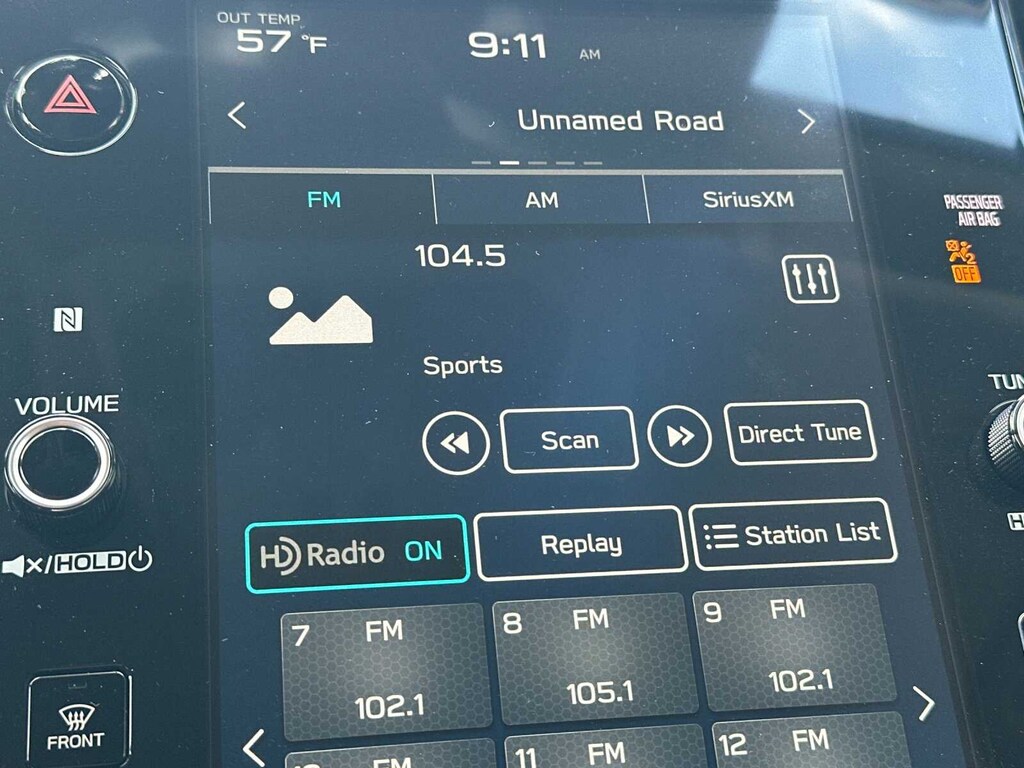 OUT TEMP
57 °F
9:11 AM
Unnamed Road
FM
AM
SiriusXM
PASSENGER
AIR BAG
2
OFF
104.5
Sports
VOLUME
Scan
Direct Tune
HD Radio ON
Replay
Station List
/HOLD
7 FM
102.1
8 FM
105.1
9 FM
102.1
FRONT
FM
11 FM
12 FM